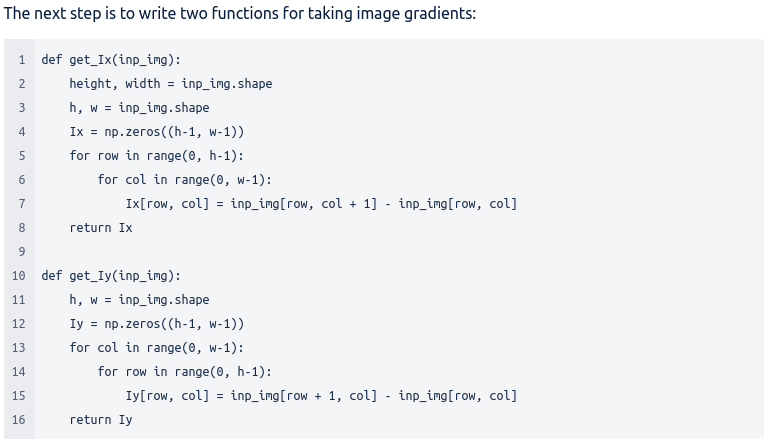 The next step is to write two functions for taking image gradients:
1 def get_Ix(inp_img):
2     height, width = inp_img.shape
3     h, w = inp_img.shape
4     Ix = np.zeros((h-1, w-1))
5     for row in range(0, h-1):
6         for col in range(0, w-1):
7             Ix[row, col] = inp_img[row, col + 1] - inp_img[row, col]
8     return Ix
9
10 def get_Iy(inp_img):
11     h, w = inp_img.shape
12     Iy = np.zeros((h-1, w-1))
13     for col in range(0, w-1):
14         for row in range(0, h-1):
15             Iy[row, col] = inp_img[row + 1, col] - inp_img[row, col]
16     return Iy